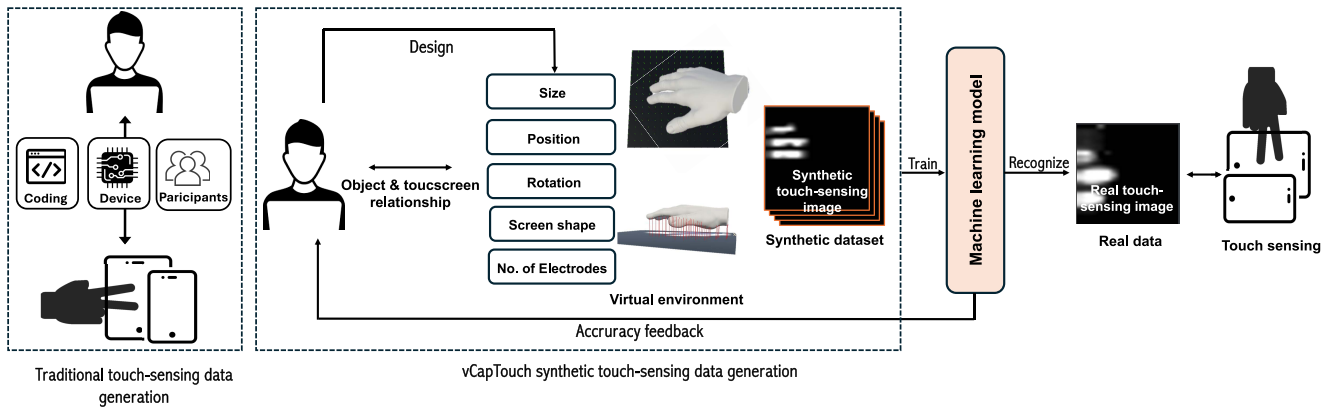 Coding
Device
Paricipants
Traditional touch-sensing data
generation
Design
Object & toucscreen
relationship
Size
Position
Rotation
Screen shape
No. of Electrodes
Virtual environment
Synthetic
touch-sensing
image
Synthetic dataset
Accruracy feedback
vCapTouch synthetic touch-sensing data generation
Train
Machine learning model
Recognize
Real touch-
sensing image
Real data
Touch sensing